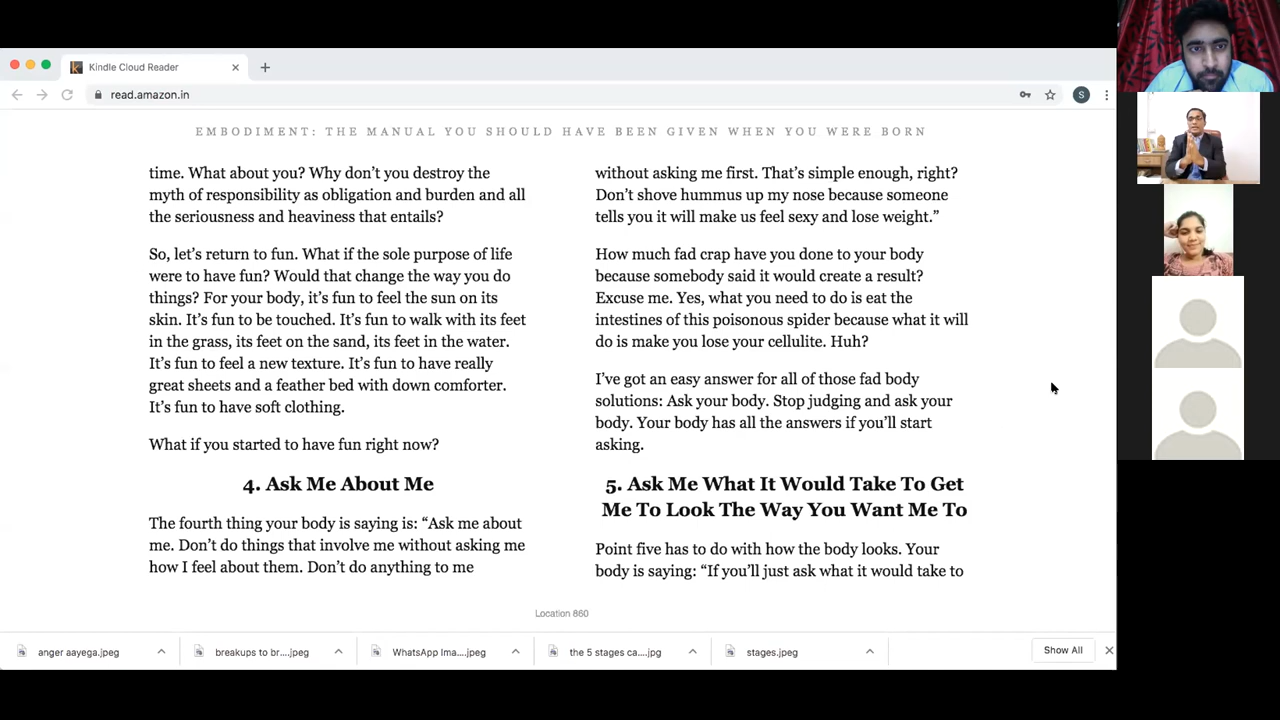 Kindle Cloud Reader
read.amazon.in
S
EMBODIMENT: THE MANUAL YOU SHOULD HAVE BEEN GIVEN WHEN YOU WERE BORN
time. What about you? Why don’t you destroy the
myth of responsibility as obligation and burden and all
the seriousness and heaviness that entails?
So, let’s return to fun. What if the sole purpose of life
were to have fun? Would that change the way you do
things? For your body, it’s fun to feel the sun on its
skin. It’s fun to be touched. It’s fun to walk with its feet
in the grass, its feet on the sand, its feet in the water.
It’s fun to feel a new texture. It’s fun to have really
great sheets and a feather bed with down comforter.
It’s fun to have soft clothing.
What if you started to have fun right now?
4. Ask Me About Me
The fourth thing your body is saying is: “Ask me about
me. Don’t do things that involve me without asking me
how I feel about them. Don’t do anything to me
without asking me first. That’s simple enough, right?
Don’t shove hummus up my nose because someone
tells you it will make us feel sexy and lose weight.”
How much fad crap have you done to your body
because somebody said it would create a result?
Excuse me. Yes, what you need to do is eat the
intestines of this poisonous spider because what it will
do is make you lose your cellulite. Huh?
I’ve got an easy answer for all of those fad body
solutions: Ask your body. Stop judging and ask your
body. Your body has all the answers if you’ll start
asking.
5. Ask Me What It Would Take To Get
Me To Look The Way You Want Me To
Point five has to do with how the body looks. Your
body is saying: “If you’ll just ask what it would take to
Location 860
anger aayega.jpeg
breakups to br....jpeg
WhatsApp Ima....jpeg
the 5 stages ca....jpg
stages.jpeg
Show All